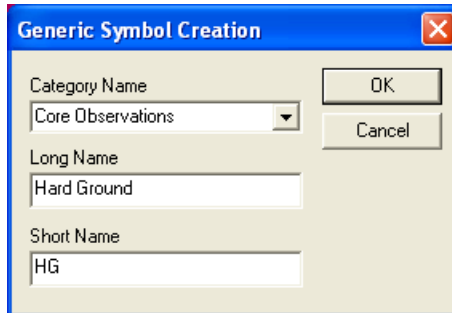 Generic Symbol Creation
Category Name
OK
Core Observations
Cancel
Long Name
Hard Ground
Short Name
HG